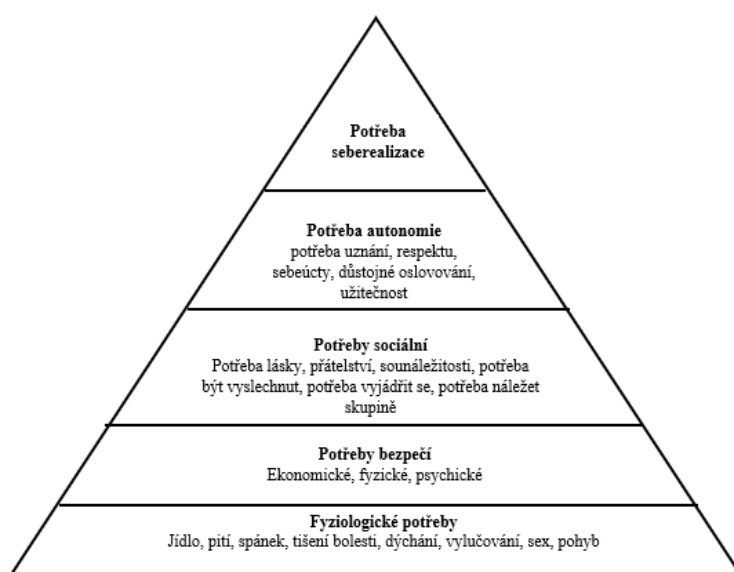 Potřeba
seberealizace
Potřeba autonomie
potřeba uznání, respektu,
sebeúcty, důstojné oslovování,
užitečnost
Potřeby sociální
Potřeba lásky, přátelství, sounáležitosti, potřeba
být vyslechnut, potřeba vyjádřit se, potřeba náležet
skupině
Potřeby bezpečí
Ekonomické, fyzické, psychické
Fyziologické potřeby
Jídlo, pití, spánek, tišení bolesti, dýchání, vylučování, sex, pohyb